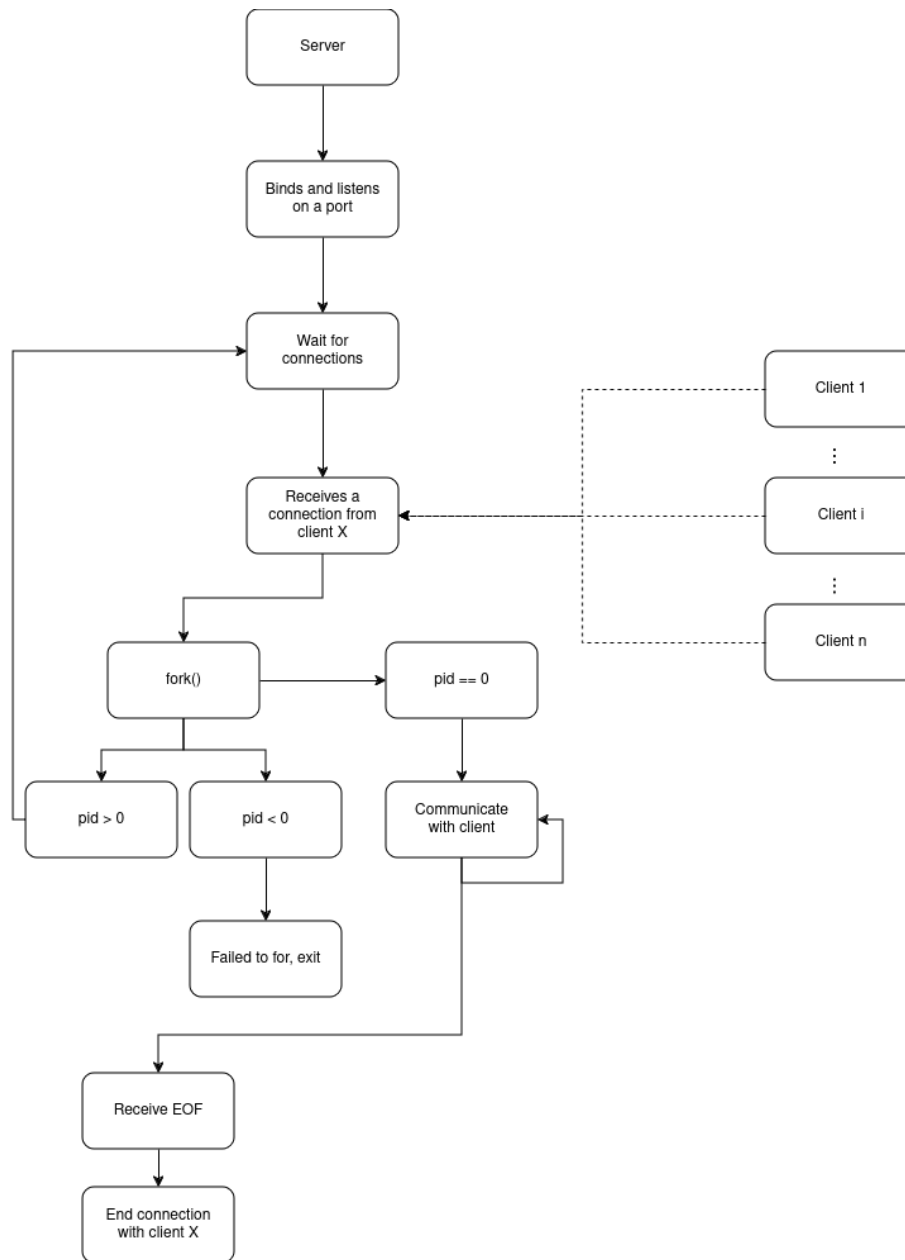 Server
Binds and listens
on a port
Wait for
connections
Client 1
⋮
Receives a
connection from
client X
Client i
⋮
Client n
fork()
pid == 0
pid > 0
pid < 0
Communicate
with client
Failed to for, exit
Receive EOF
End connection
with client X